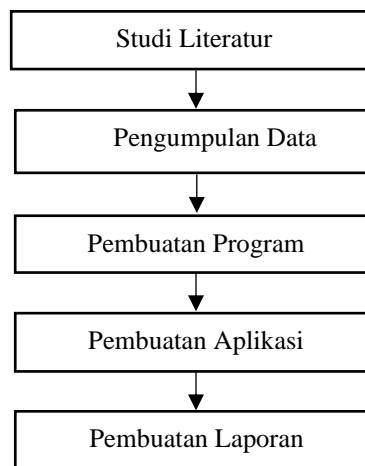 Studi Literatur
Pengumpulan Data
Pembuatan Program
Pembuatan Aplikasi
Pembuatan Laporan